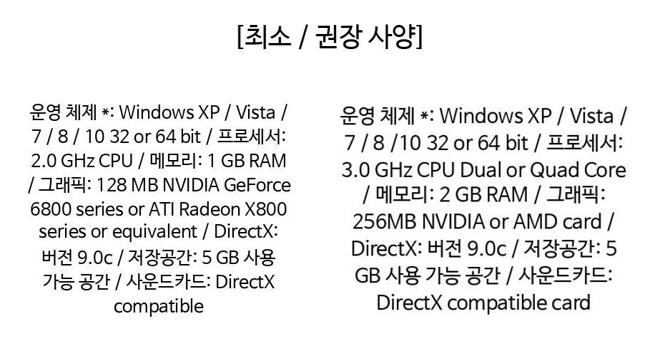 [최소 / 권장 사양]
운영 체제 *: Windows XP / Vista /
7 / 8 / 10 32 or 64 bit / 프로세서:
2.0 GHz CPU / 메모리: 1 GB RAM
/ 그래픽: 128 MB NVIDIA GeForce
6800 series or ATI Radeon X800
series or equivalent / DirectX:
버전 9.0c / 저장공간: 5 GB 사용
가능 공간 / 사운드카드: DirectX
compatible
운영 체제 *: Windows XP / Vista /
7 / 8 /10 32 or 64 bit / 프로세서:
3.0 GHz CPU Dual or Quad Core
/ 메모리: 2 GB RAM / 그래픽:
256MB NVIDIA or AMD card /
DirectX: 버전 9.0c / 저장공간: 5
GB 사용 가능 공간 / 사운드카드:
DirectX compatible card